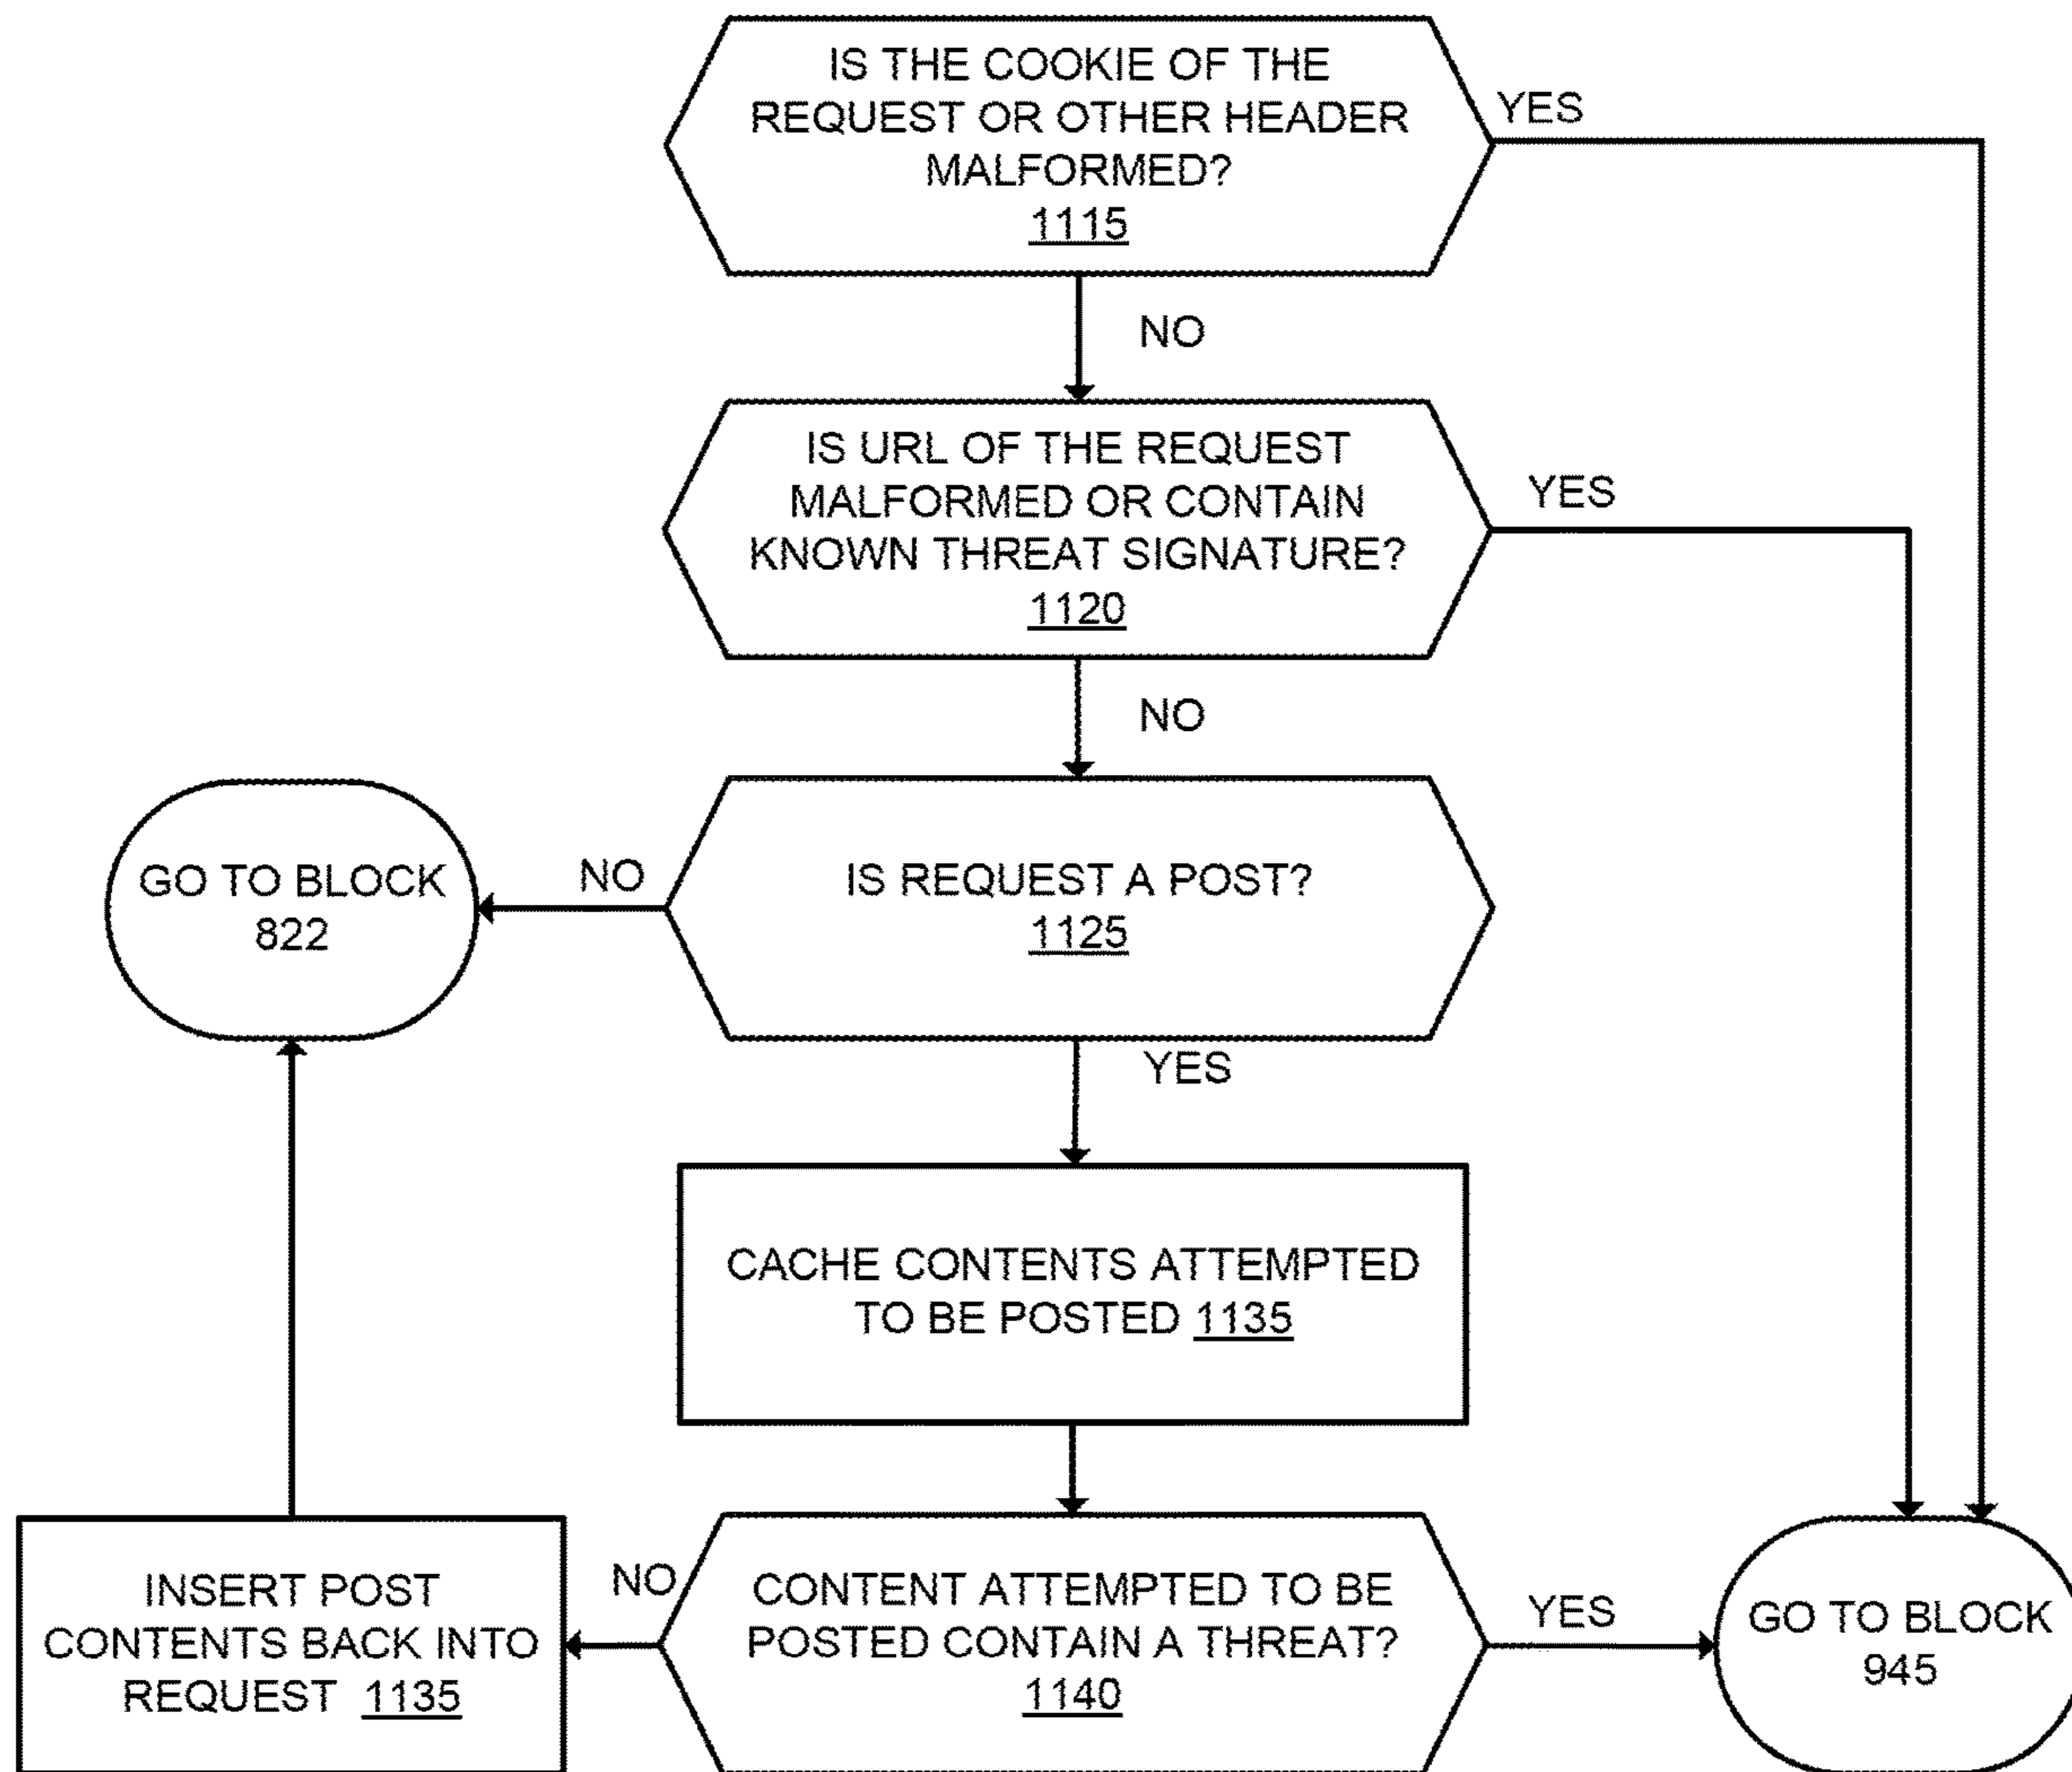 IS THE COOKIE OF THE
REQUEST OR OTHER HEADER
MALFORMED?
1115
YES
NO
IS URL OF THE REQUEST
MALFORMED OR CONTAIN
KNOWN THREAT SIGNATURE?
1120
YES
NO
GO TO BLOCK
822
NO
IS REQUEST A POST?
1125
YES
CACHE CONTENTS ATTEMPTED
TO BE POSTED 1135
INSERT POST
CONTENTS BACK INTO
REQUEST 1135
NO
CONTENT ATTEMPTED TO BE
POSTED CONTAIN A THREAT?
1140
YES
GO TO BLOCK
945